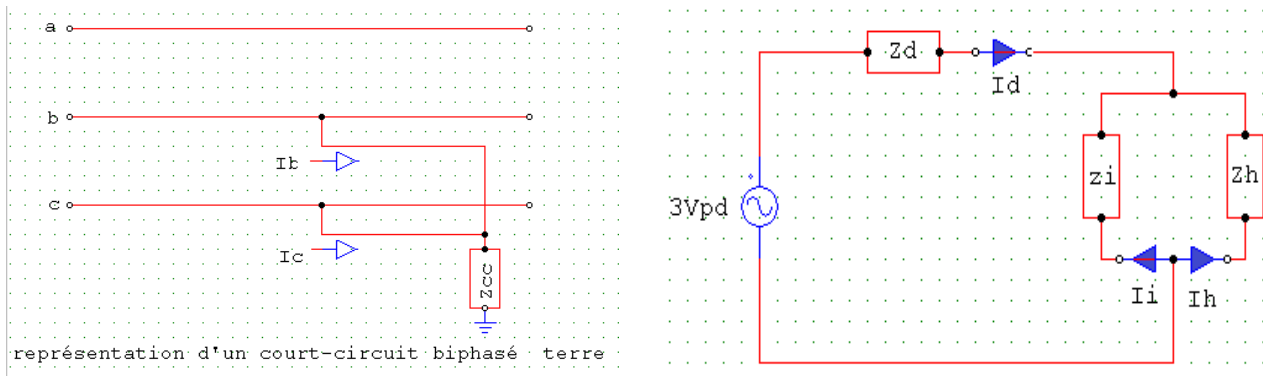 a
b
Ib
c
Ic
Zcc
représentation d'un court-circuit biphasé terre
Zd
Id
zi
Zh
3Vpd
Ii
Ih